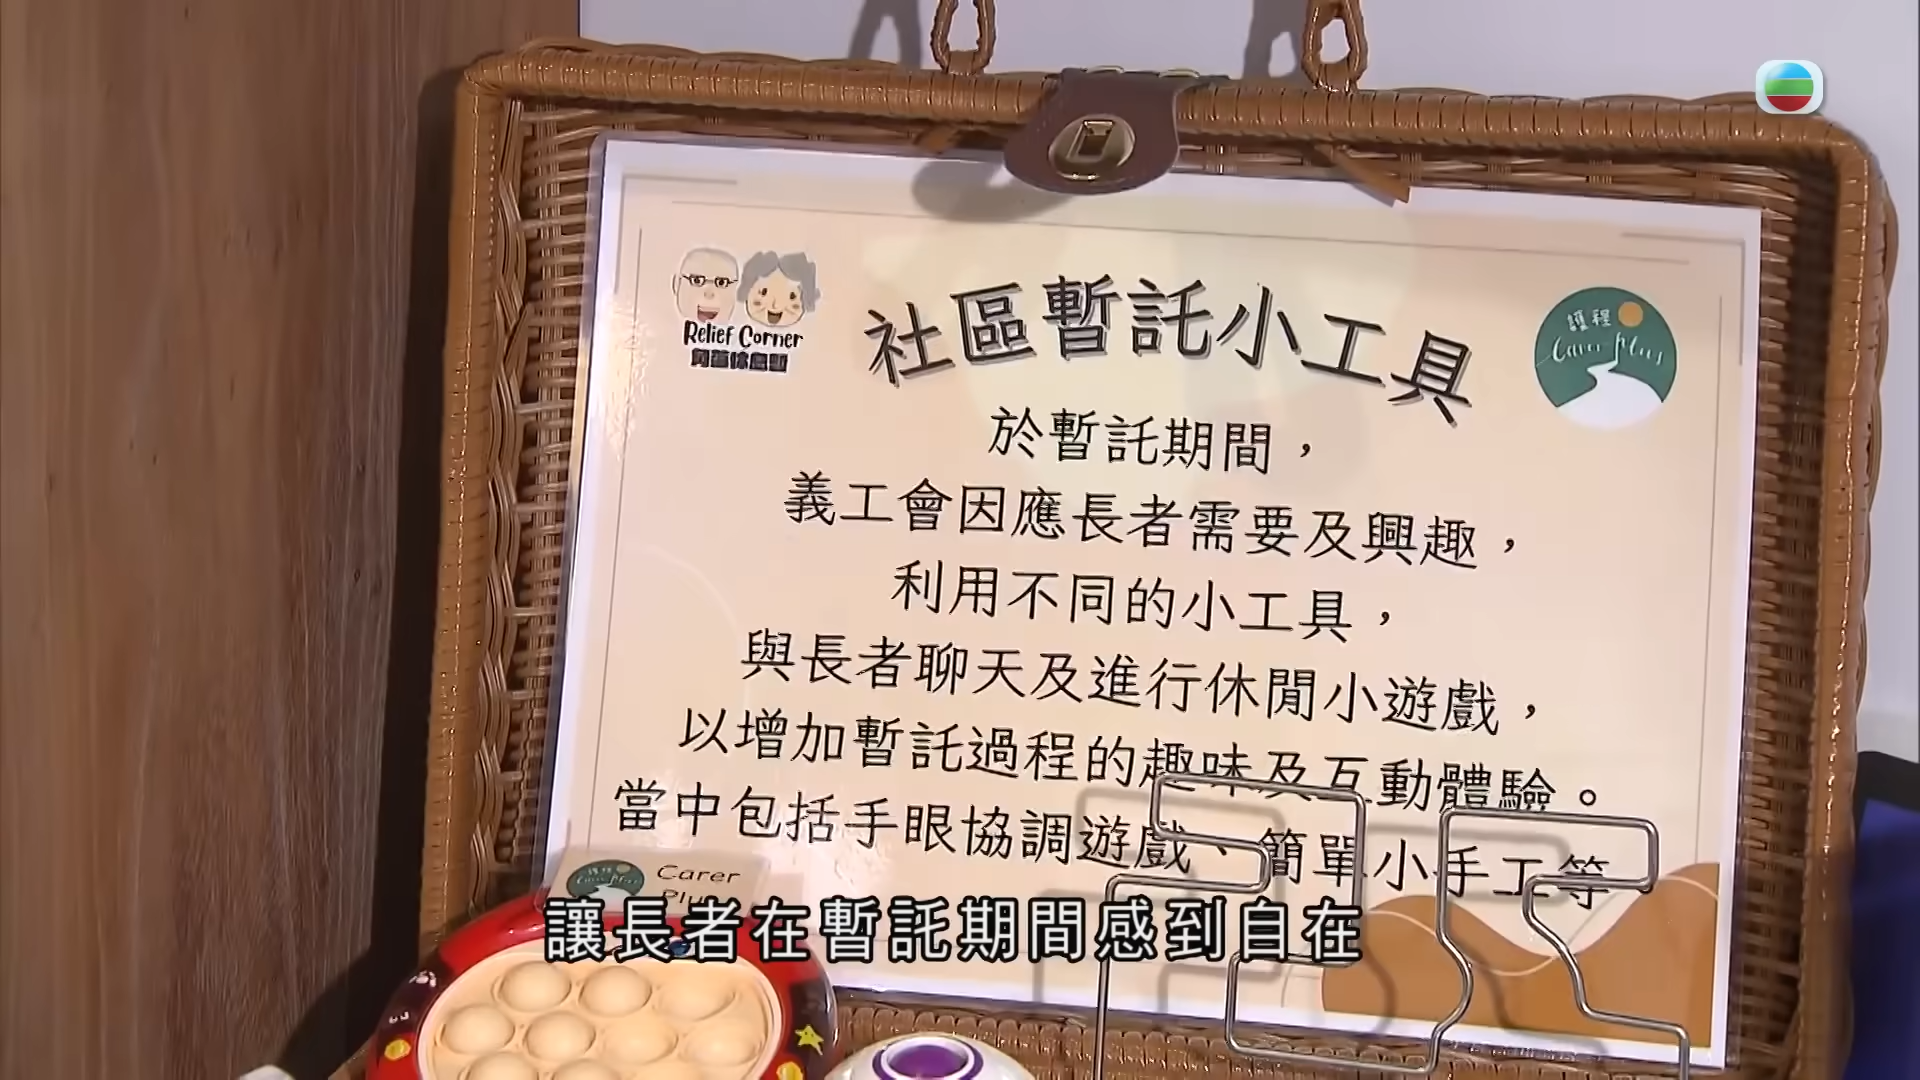 Relief Corner
社區暫託小工具
護程
Carer Plus
於暫託期間，
義工會因應長者需要及興趣，
利用不同的小工具，
與長者聊天及進行休閒小遊戲，
以增加暫託過程的趣味及互動體驗。
當中包括手眼協調遊戲、簡單小手工等。
Carer
讓長者在暫託期間感到自在